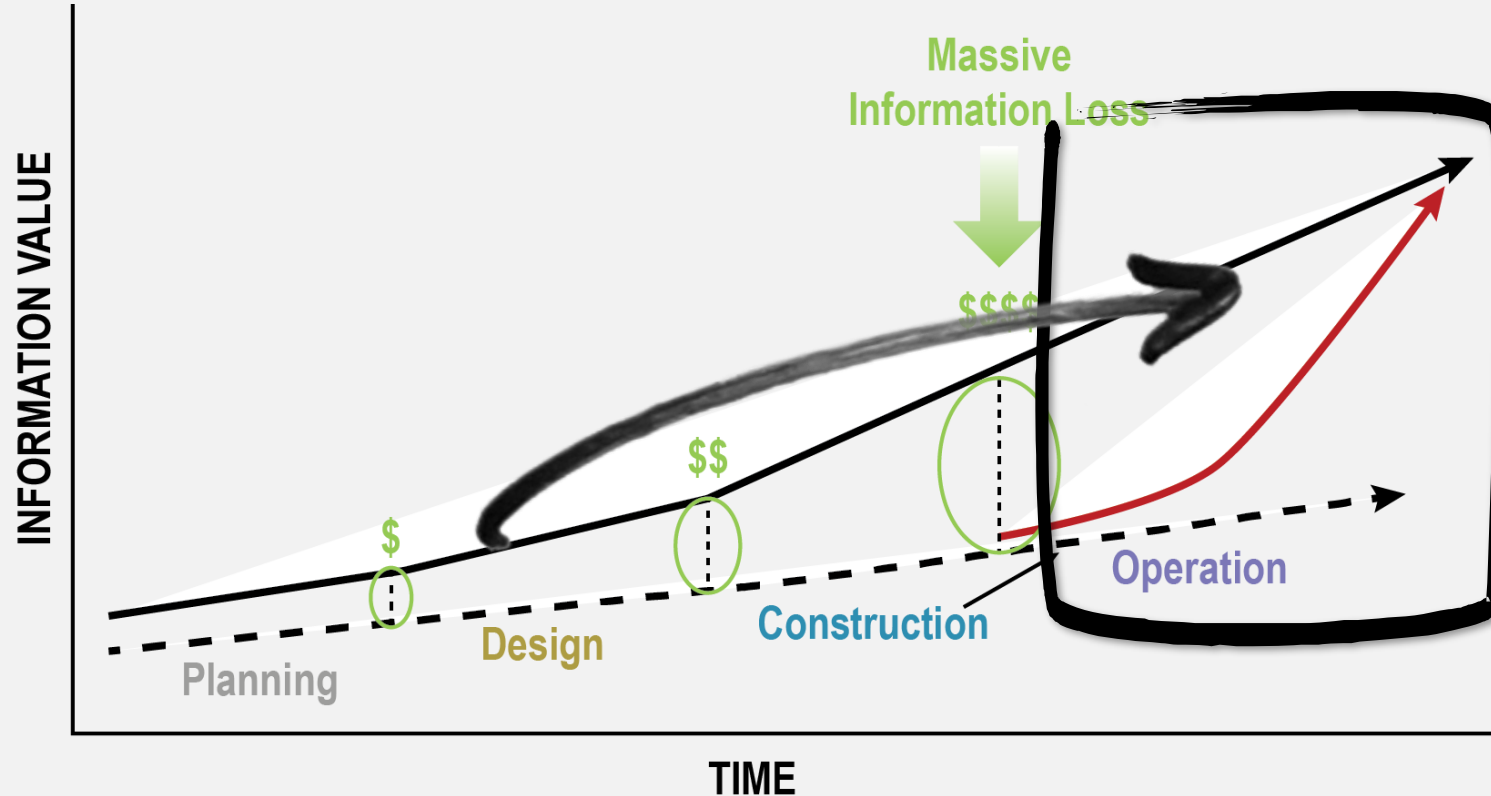 Massive
Information Loss
$$$$
$$
$
INFORMATION VALUE
Operation
Construction
Design
Planning
TIME